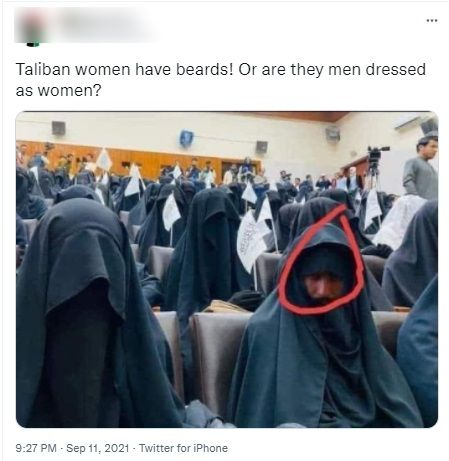 Taliban women have beards! Or are they men dressed
as women?
9:27 PM · Sep 11, 2021 · Twitter for iPhone